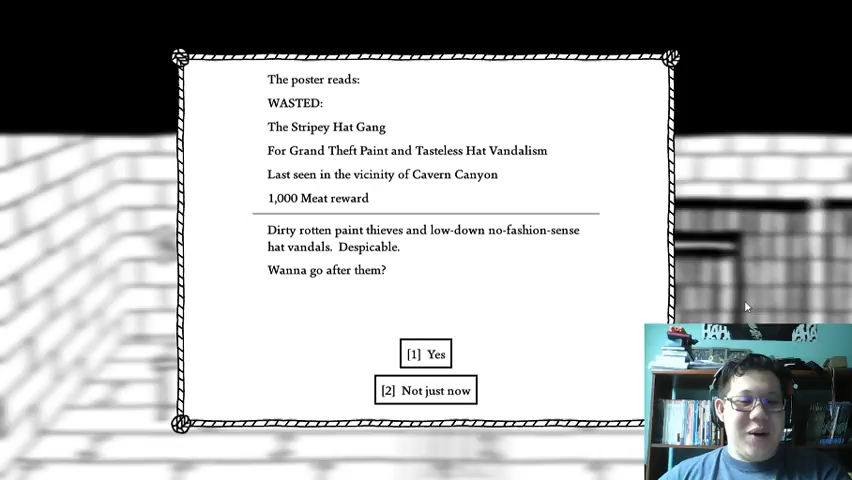 The poster reads:
WASTED:
The Stripey Hat Gang
For Grand Theft Paint and Tasteless Hat Vandalism
Last seen in the vicinity of Cavern Canyon
1,000 Meat reward
Dirty rotten paint thieves and low-down no-fashion-sense
hat vandals. Despicable.
Wanna go after them?
[1] Yes
[2] Not just now